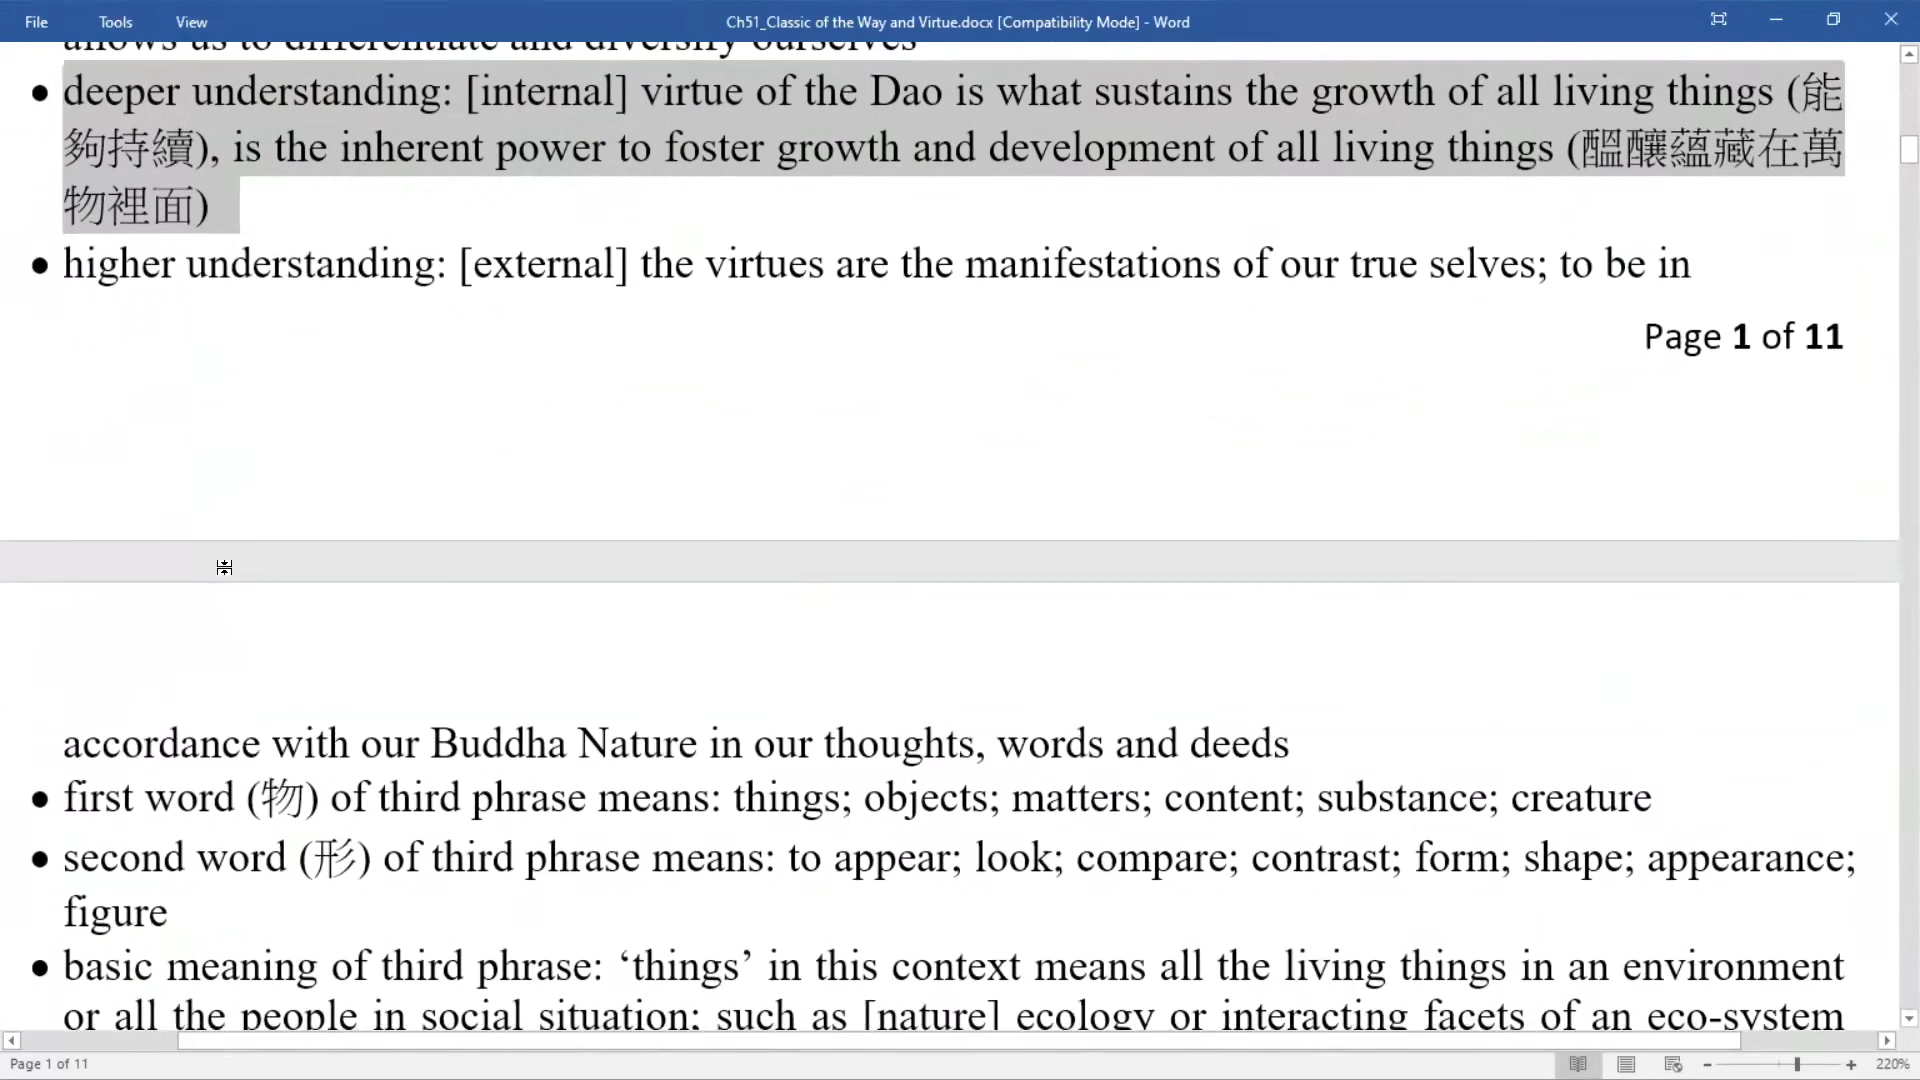 File Tools View Ch51_Classic of the Way and Virtue.docx [Compatibility Mode] - Word
allows us to differentiate and diversify ourselves
● deeper understanding: [internal] virtue of the Dao is what sustains the growth of all living things (能
夠持續), is the inherent power to foster growth and development of all living things (醞釀蘊藏在萬
物裡面)
● higher understanding: [external] the virtues are the manifestations of our true selves; to be in
Page 1 of 11
accordance with our Buddha Nature in our thoughts, words and deeds
● first word (物) of third phrase means: things; objects; matters; content; substance; creature
● second word (形) of third phrase means: to appear; look; compare; contrast; form; shape; appearance;
figure
● basic meaning of third phrase: ‘things’ in this context means all the living things in an environment
or all the people in social situation; such as [nature] ecology or interacting facets of an eco-system
Page 1 of 11 220%